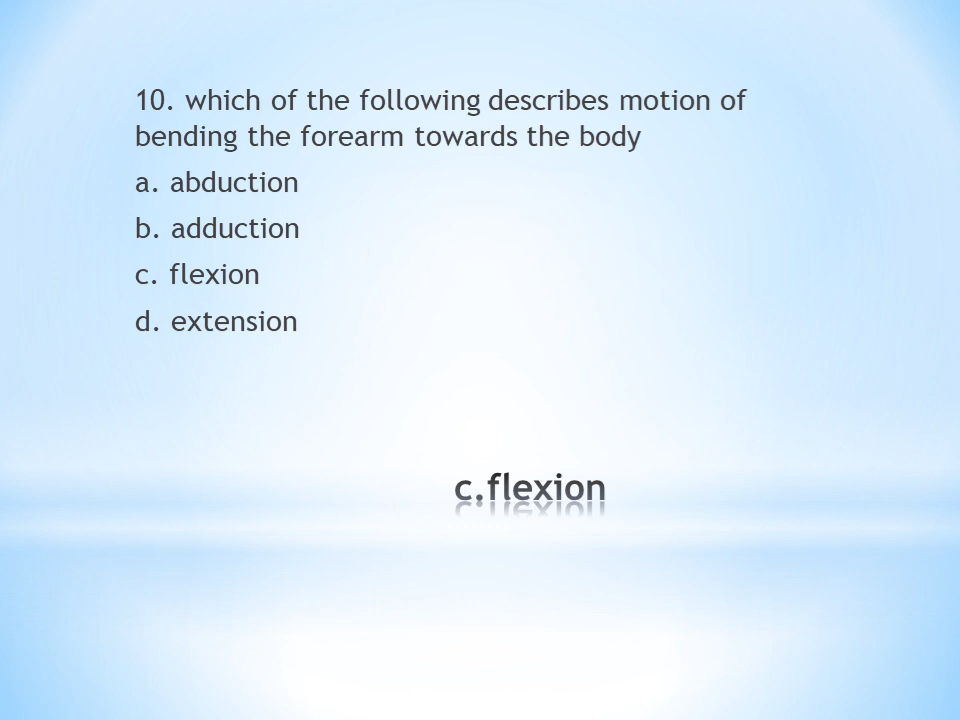 10. which of the following describes motion of
bending the forearm towards the body
a. abduction
b. adduction
c. flexion
d. extension
c.flexion